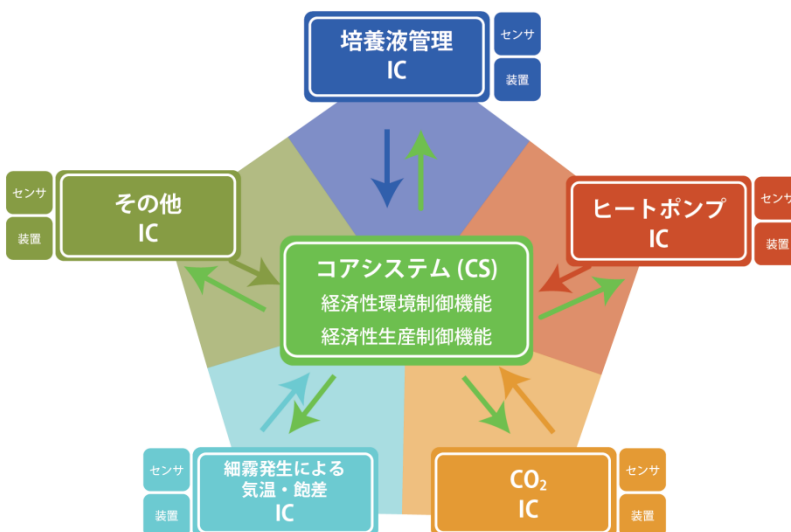 培養液管理
IC
センサ
装置
センサ
装置
その他
IC
ヒートポンプ
IC
センサ
装置
コアシステム (CS)
経済性環境制御機能
経済性生産制御機能
センサ
装置
細霧発生による
気温・飽差
IC
CO₂
IC
センサ
装置